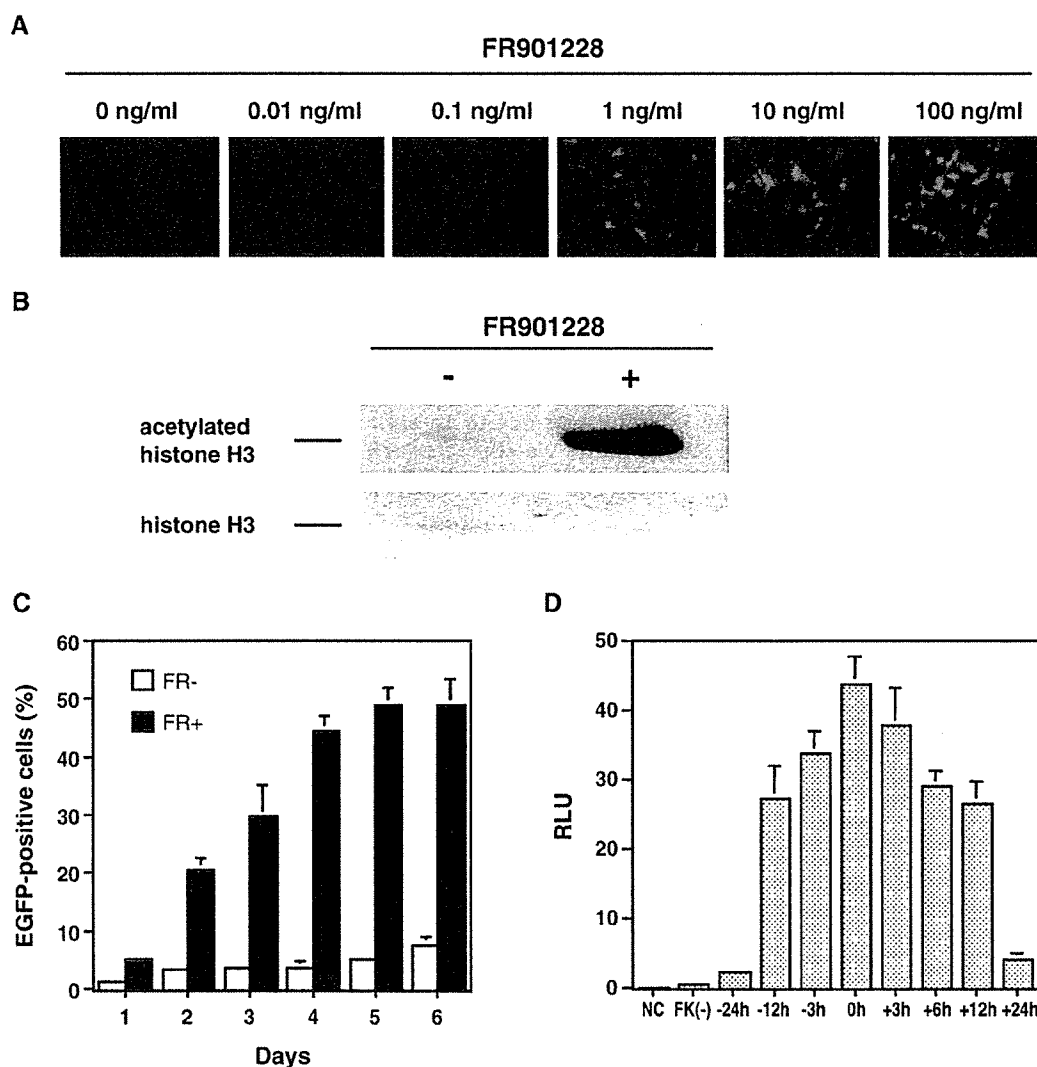 A
FR901228
0 ng/ml 0.01 ng/ml 0.1 ng/ml 1 ng/ml 10 ng/ml 100 ng/ml
B
FR901228
- +
acetylated
histone H3
histone H3
C
60
50
40
30
20
10
0
EGFP-positive cells (%)
FR-
FR+
1 2 3 4 5 6
Days
D
50
40
30
20
10
0
RLU
NC FK(-) -24h -12h -3h 0h +3h +6h +12h +24h